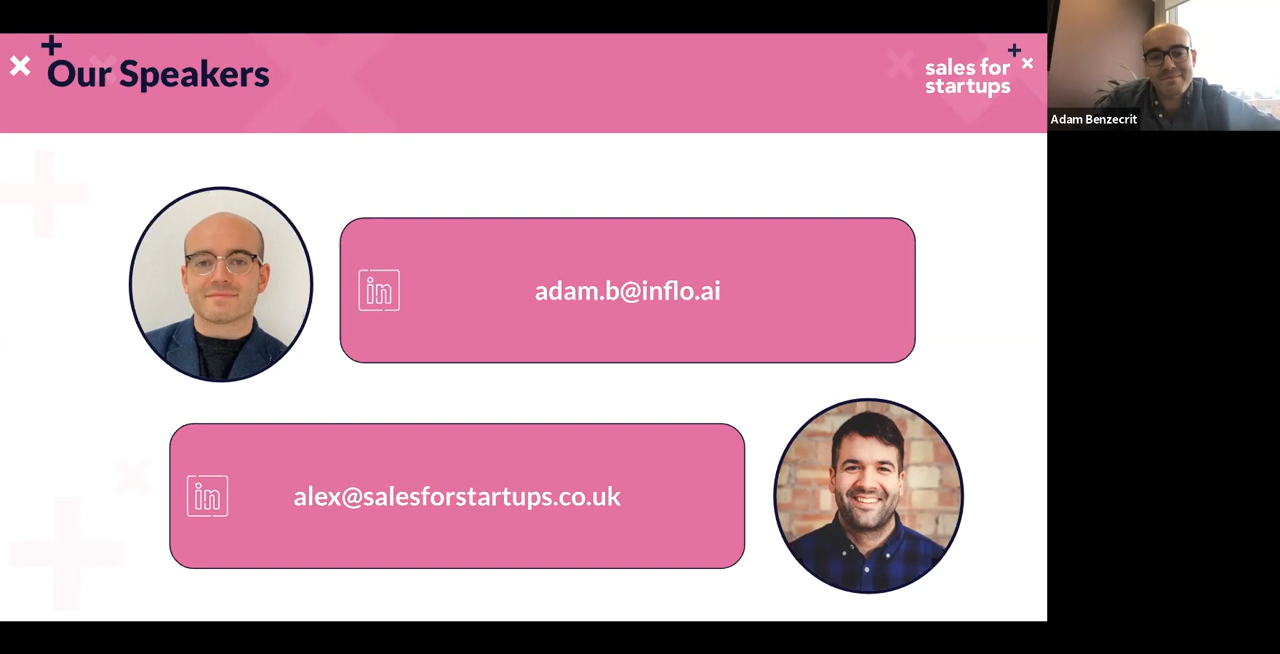 Our Speakers
sales for
startups
Adam Benzecrit
in
adam.b@inflo.ai
in
alex@salesforstartups.co.uk